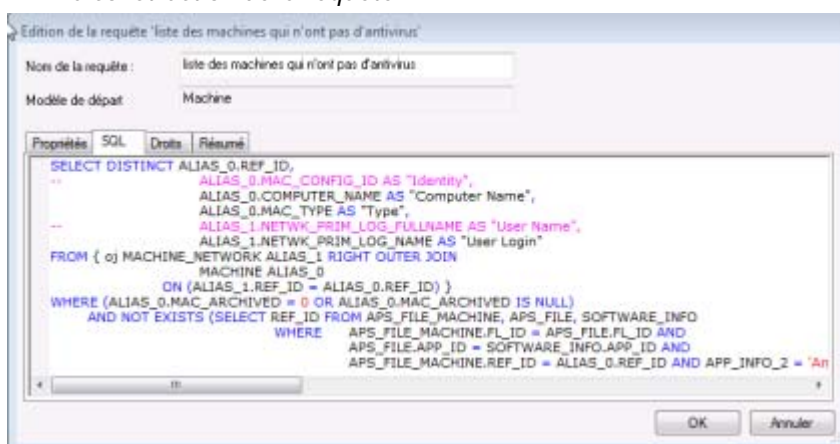 Edition de la requête 'liste des machines qui n'ont pas d'antivirus'
Nom de la requête : liste des machines qui n'ont pas d'antivirus
Modèle de départ Machine
Propriétés SQL Droits Résumé
SELECT DISTINCT ALIAS_0.REF_ID,
-- ALIAS_0.MAC_CONFIG_ID AS "Identity",
ALIAS_0.COMPUTER_NAME AS "Computer Name",
ALIAS_0.MAC_TYPE AS "Type",
-- ALIAS_1.NETWK_PRIM_LOG_FULLNAME AS "User Name",
ALIAS_1.NETWK_PRIM_LOG_NAME AS "User Login"
FROM { oj MACHINE_NETWORK ALIAS_1 RIGHT OUTER JOIN
MACHINE ALIAS_0
ON (ALIAS_1.REF_ID = ALIAS_0.REF_ID) }
WHERE (ALIAS_0.MAC_ARCHIVED = 0 OR ALIAS_0.MAC_ARCHIVED IS NULL)
AND NOT EXISTS (SELECT REF_ID FROM APS_FILE_MACHINE, APS_FILE, SOFTWARE_INFO
WHERE APS_FILE_MACHINE.FL_ID = APS_FILE.FL_ID AND
APS_FILE.APP_ID = SOFTWARE_INFO.APP_ID AND
APS_FILE_MACHINE.REF_ID = ALIAS_0.REF_ID AND APP_INFO_2 = 'An
OK Annuler